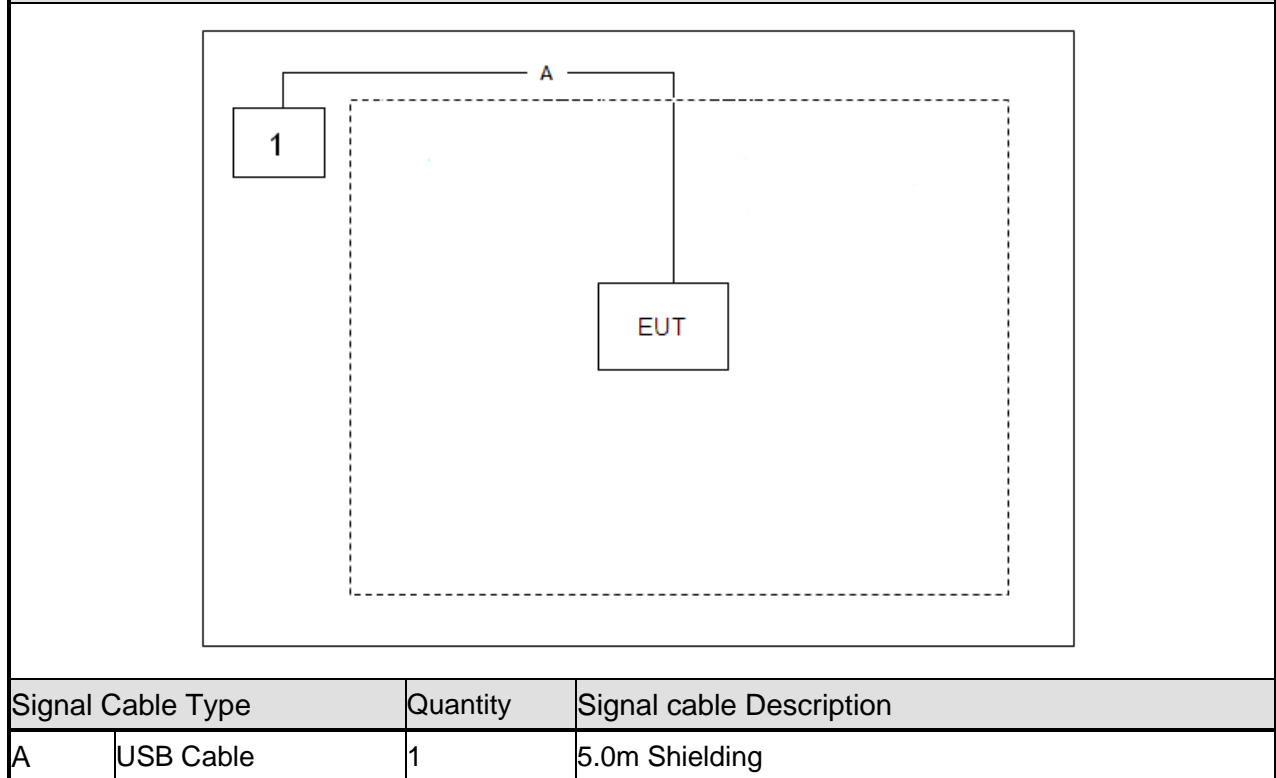 A
1
EUT
Signal Cable Type Quantity Signal cable Description
A USB Cable 1 5.0m Shielding